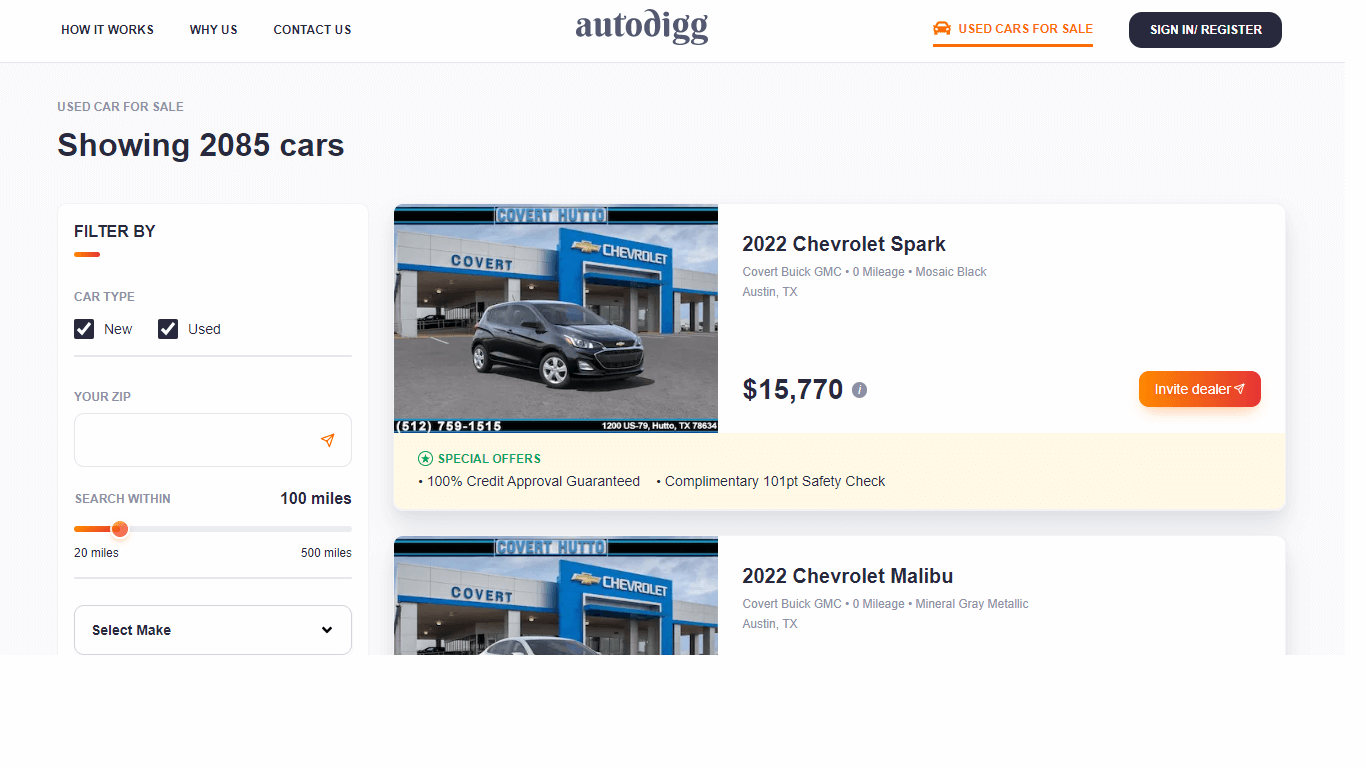 HOW IT WORKS
WHY US
CONTACT US
autodigg
USED CARS FOR SALE
SIGN IN/ REGISTER
USED CAR FOR SALE
Showing 2085 cars
FILTER BY
CAR TYPE
New
Used
YOUR ZIP
SEARCH WITHIN
100 miles
20 miles
500 miles
Select Make
COVERT HUTTO
COVERT
CHEVROLET
(512) 759-1515
1200 US-79, Hutto, TX 78634
2022 Chevrolet Spark
Covert Buick GMC • 0 Mileage • Mosaic Black
Austin, TX
$15,770
i
Invite dealer
SPECIAL OFFERS
• 100% Credit Approval Guaranteed • Complimentary 101pt Safety Check
COVERT HUTTO
COVERT
CHEVROLET
2022 Chevrolet Malibu
Covert Buick GMC • 0 Mileage • Mineral Gray Metallic
Austin, TX